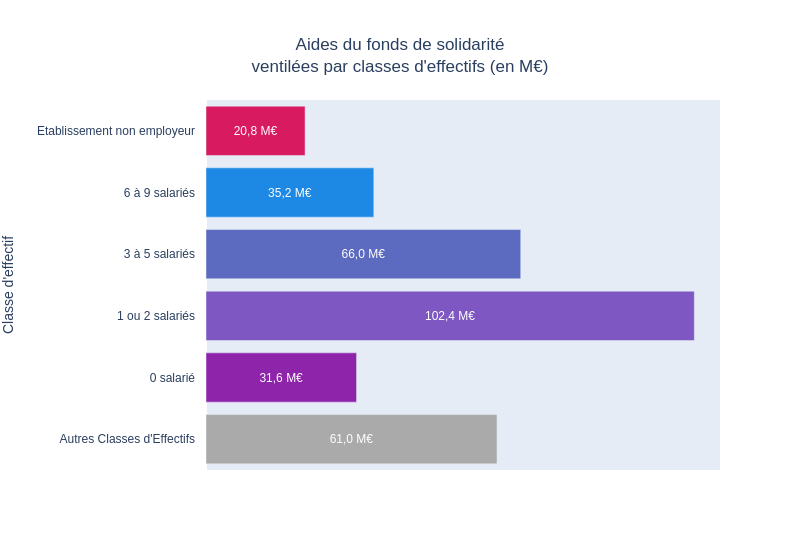 Aides du fonds de solidarité
ventilées par classes d'effectifs (en M€)
Classe d'effectif
Etablissement non employeur
20,8 M€
6 à 9 salariés
35,2 M€
3 à 5 salariés
66,0 M€
1 ou 2 salariés
102,4 M€
0 salarié
31,6 M€
Autres Classes d'Effectifs
61,0 M€